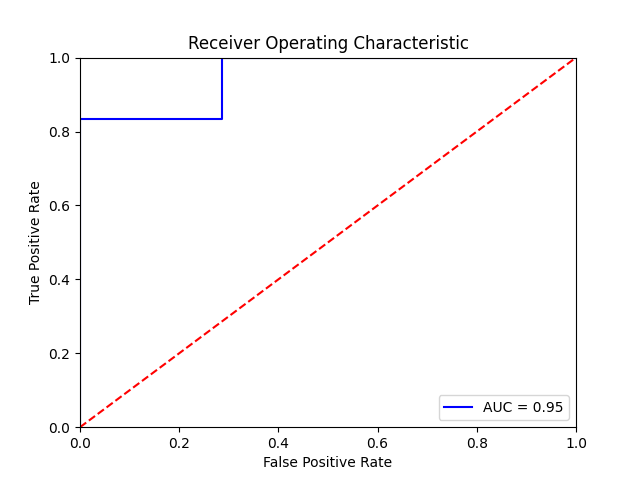 Receiver Operating Characteristic
1.0
0.8
0.6
0.4
0.2
0.0
True Positive Rate
0.0 0.2 0.4 0.6 0.8 1.0
False Positive Rate
AUC = 0.95